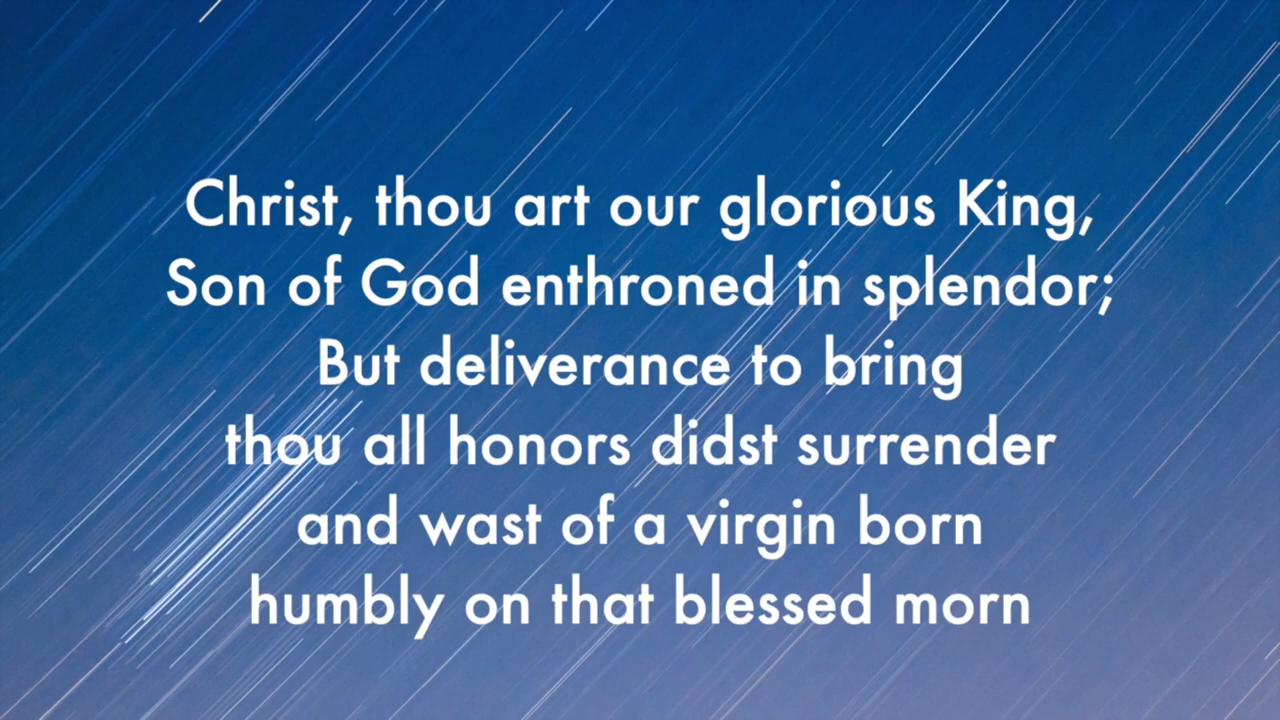 Christ, thou art our glorious King,
Son of God enthroned in splendor;
But deliverance to bring
thou all honors didst surrender
and wast of a virgin born
humbly on that blessed morn